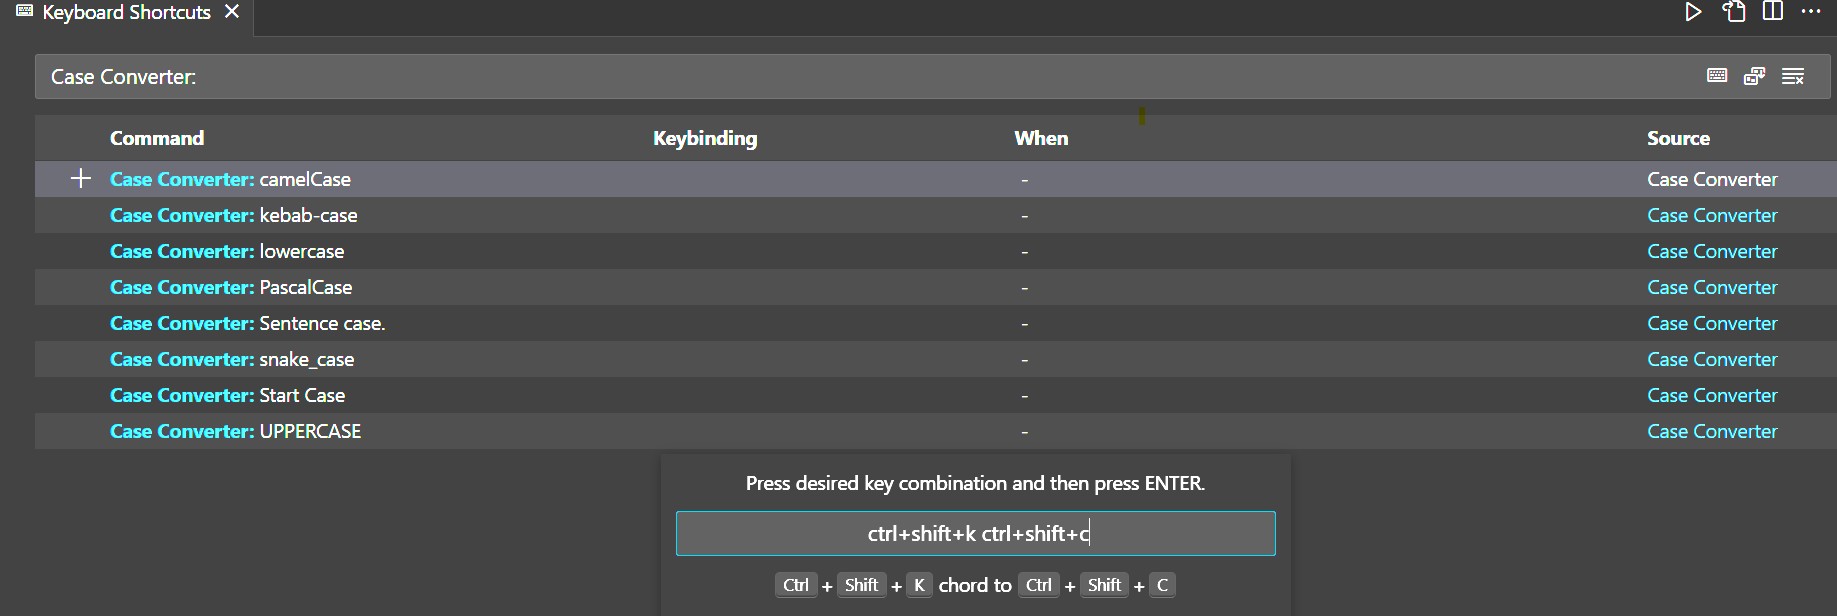 Keyboard Shortcuts
Case Converter:
Command Keybinding When Source
Case Converter: camelCase - Case Converter
Case Converter: kebab-case - Case Converter
Case Converter: lowercase - Case Converter
Case Converter: PascalCase - Case Converter
Case Converter: Sentence case. - Case Converter
Case Converter: snake_case - Case Converter
Case Converter: Start Case - Case Converter
Case Converter: UPPERCASE - Case Converter
Press desired key combination and then press ENTER.
ctrl+shift+k ctrl+shift+c
Ctrl + Shift + K chord to Ctrl + Shift + C